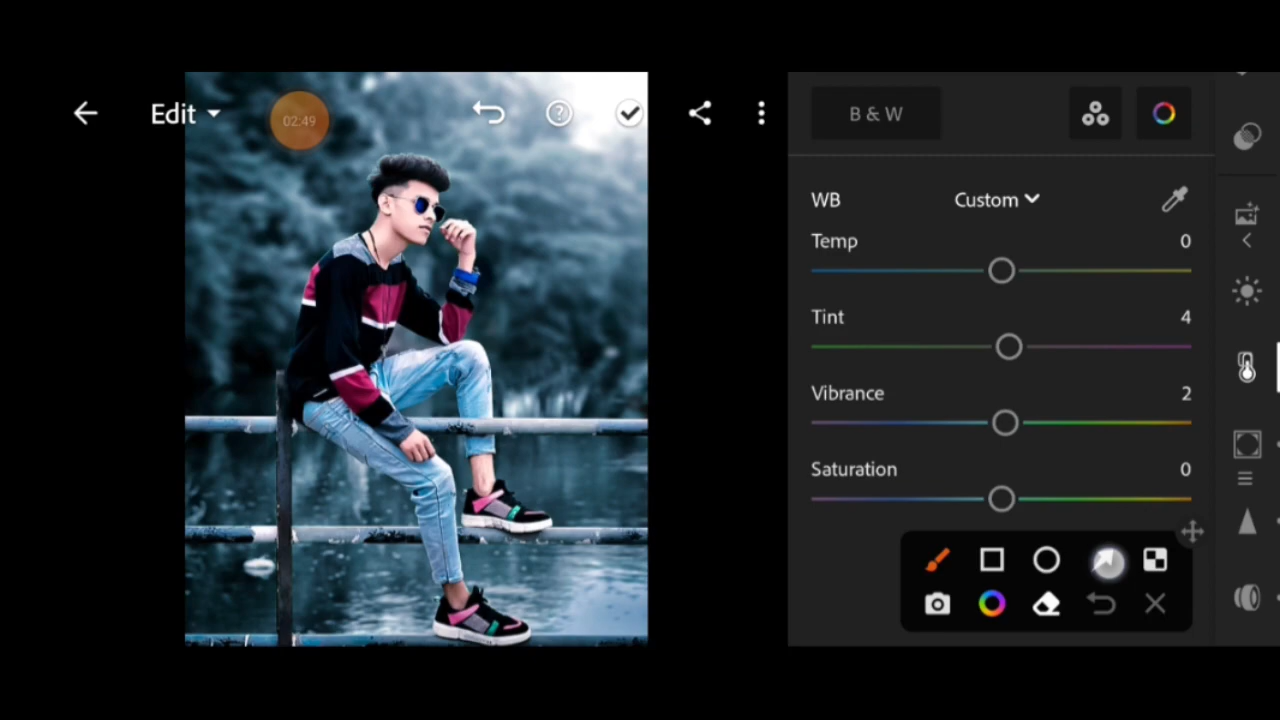 Edit
02:49
B & W
WB Custom
Temp 0
Tint 4
Vibrance 2
Saturation 0